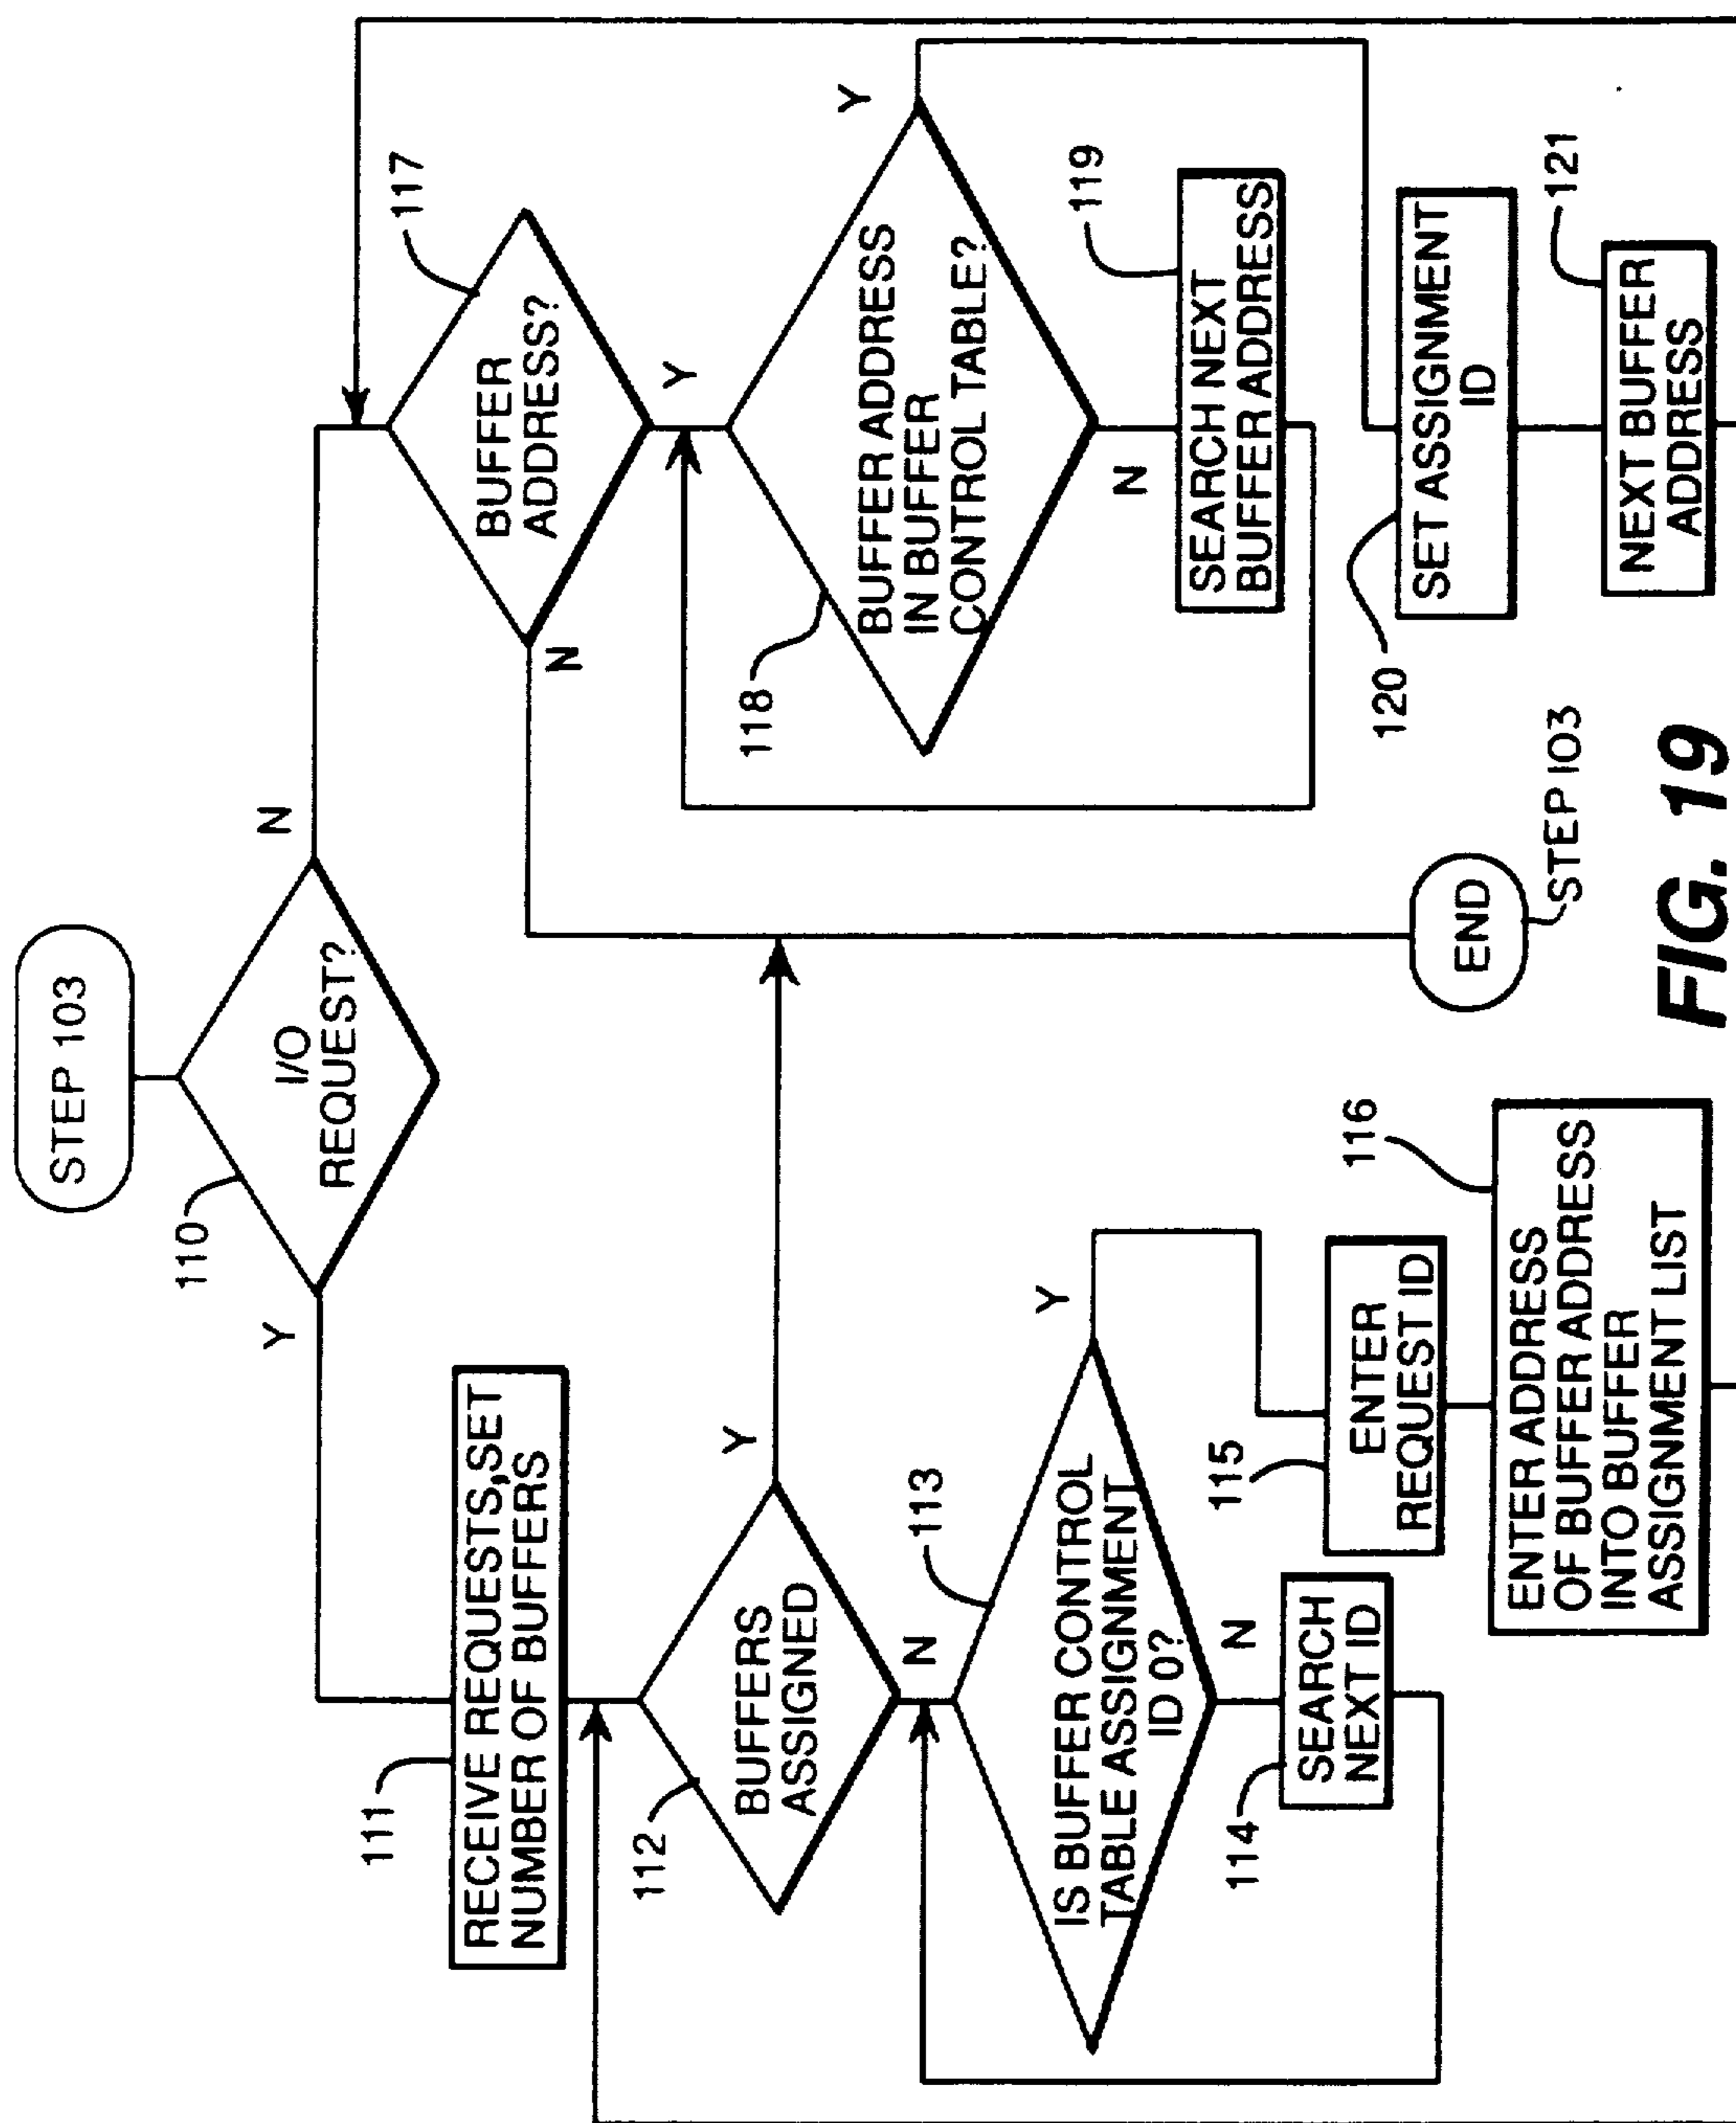 STEP 103
110
I/O
REQUEST?
Y
N
111
RECEIVE REQUESTS,SET
NUMBER OF BUFFERS
112
BUFFERS
ASSIGNED
Y
N
113
IS BUFFER CONTROL
TABLE ASSIGNMENT
ID 0?
Y
N
114
SEARCH
NEXT ID
115
ENTER
REQUEST ID
116
ENTER ADDRESS
OF BUFFER ADDRESS
INTO BUFFER
ASSIGNMENT LIST
117
BUFFER
ADDRESS?
N
Y
118
BUFFER ADDRESS
IN BUFFER
CONTROL TABLE?
Y
N
119
SEARCH NEXT
BUFFER ADDRESS
120
SET ASSIGNMENT
ID
121
NEXT BUFFER
ADDRESS
END
STEP 103
FIG. 19